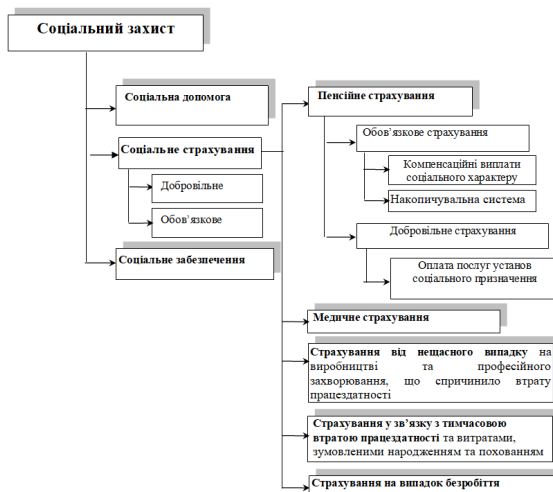 Соціальний захист
Соціальна допомога
Соціальне страхування
Добровільне
Обов’язкове
Соціальне забезпечення
Пенсійне страхування
Обов’язкове страхування
Компенсаційні виплати
соціального характеру
Накопичувальна система
Добровільне страхування
Оплата послуг установ
соціального призначення
Медичне страхування
Страхування від нещасного випадку на
виробництві та професійного
захворювання, що спричинило втрату
працездатності
Страхування у зв’язку з тимчасовою
втратою працездатності та витратами,
зумовленими народженням та похованням
Страхування на випадок безробіття